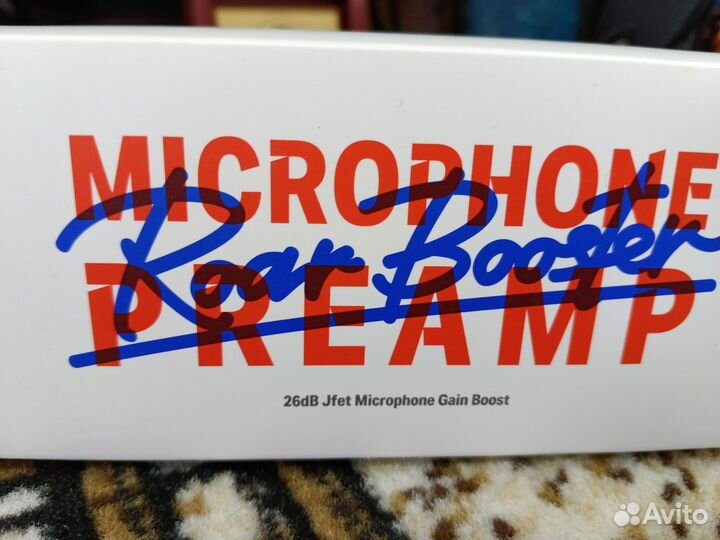 MICROPHONE
Roar Booster
PREAMP
26dB Jfet Microphone Gain Boost
Avito